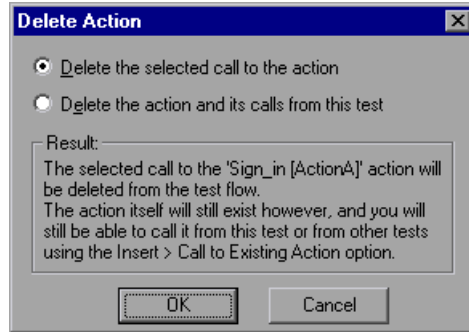 Delete Action
Delete the selected call to the action
Delete the action and its calls from this test
Result:
The selected call to the 'Sign_in [ActionA]' action will
be deleted from the test flow.
The action itself will still exist however, and you will
still be able to call it from this test or from other tests
using the Insert > Call to Existing Action option.
OK
Cancel